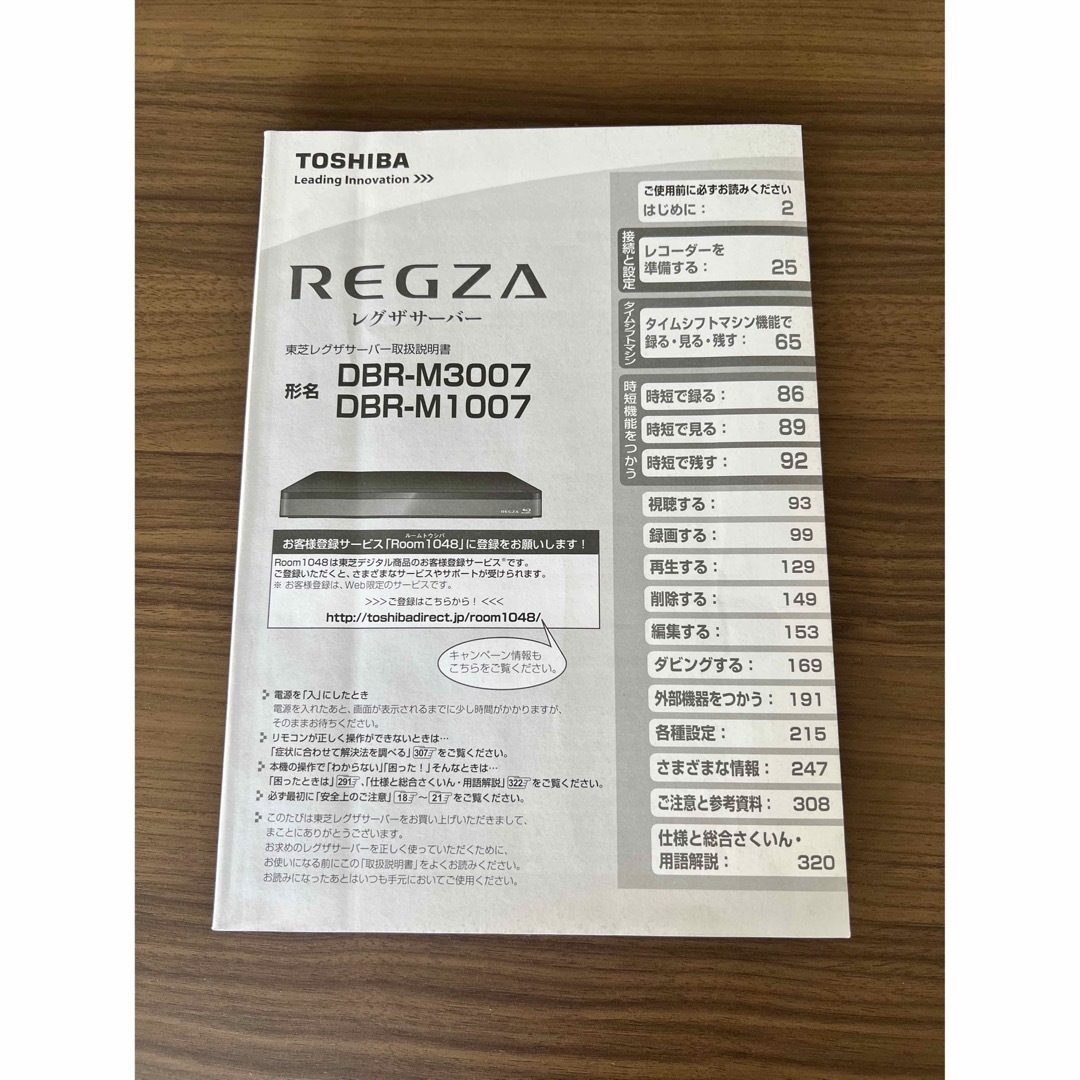 TOSHIBA
Leading Innovation >>>
REGZA
レグザサーバー
東芝レグザサーバー取扱説明書
形名
DBR-M3007
DBR-M1007
REGZA
ルームトウシバ
お客様登録サービス「Room1048」に登録をお願いします！
Room1048は東芝デジタル商品のお客様登録サービス※です。
ご登録いただくと、さまざまなサービスやサポートが受けられます。
※ お客様登録は、Web限定のサービスです。
>>>ご登録はこちらから！<<<
http://toshibadirect.jp/room1048/
キャンペーン情報も
こちらをご覧ください。
電源を「入」にしたとき
電源を入れたあと、画面が表示されるまでに少し時間がかかりますが、
そのままお待ちください。
リモコンが正しく操作ができないときは…
「症状に合わせて解決法を調べる」307をご覧ください。
本機の操作で「わからない」「困った！」そんなときは…
「困ったときは」291、「仕様と総合さくいん・用語解説」322をご覧ください。
必ず最初に「安全上のご注意」18～21をご覧ください。
このたびは東芝レグザサーバーをお買い上げいただきまして、
まことにありがとうございます。
お求めのレグザサーバーを正しく使っていただくために、
お使いになる前にこの「取扱説明書」をよくお読みください。
お読みになったあとはいつも手元においてご使用ください。
ご使用前に必ずお読みください
はじめに： 2
接続と設定
レコーダーを
準備する： 25
タイムシフトマシン
タイムシフトマシン機能で
録る・見る・残す： 65
時短機能をつかう
時短で録る： 86
時短で見る： 89
時短で残す： 92
視聴する： 93
録画する： 99
再生する： 129
削除する： 149
編集する： 153
ダビングする： 169
外部機器をつかう： 191
各種設定： 215
さまざまな情報： 247
ご注意と参考資料： 308
仕様と総合さくいん・
用語解説： 320